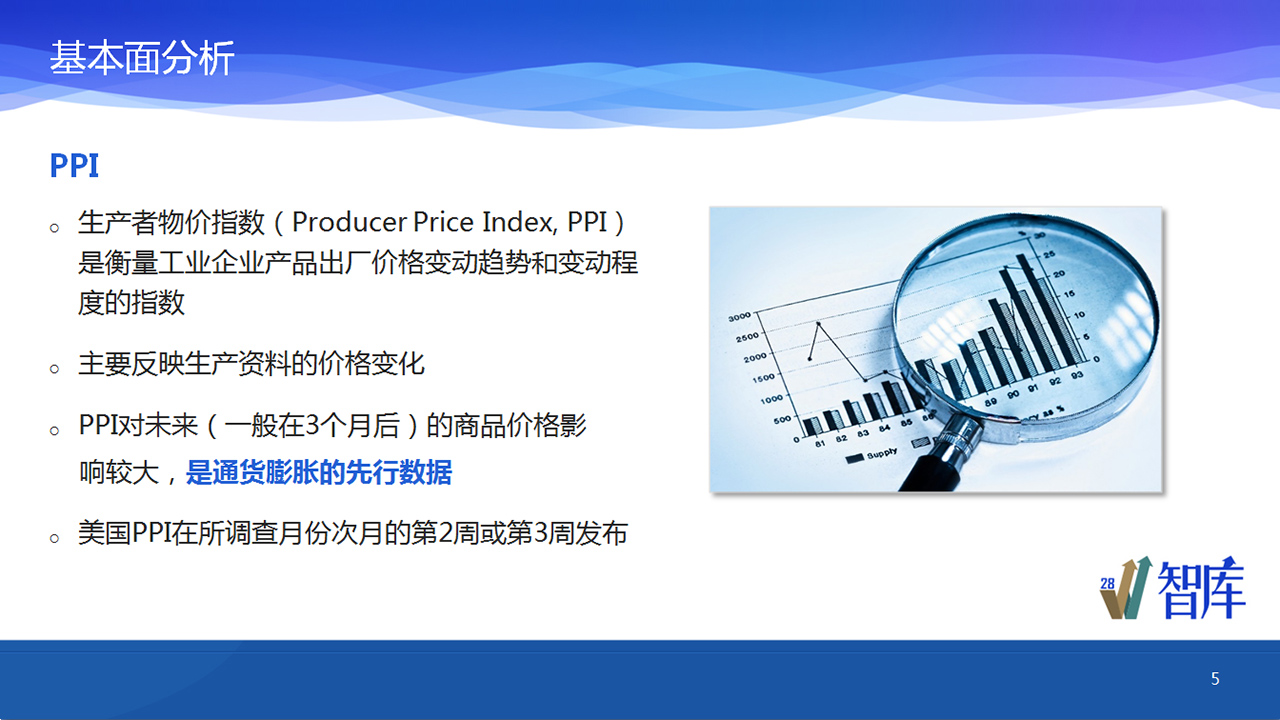 基本面分析
PPI
生产者物价指数（Producer Price Index, PPI）
是衡量工业企业产品出厂价格变动趋势和变动程
度的指数
主要反映生产资料的价格变化
PPI对未来（一般在3个月后）的商品价格影
响较大，是通货膨胀的先行数据
美国PPI在所调查月份次月的第2周或第3周发布
3000
2500
2000
1500
1000
500
0
81 82 83 84 85 86
89 90 91 92 93
30
25
20
15
10
5
0
Supply
as %
28
智库
5